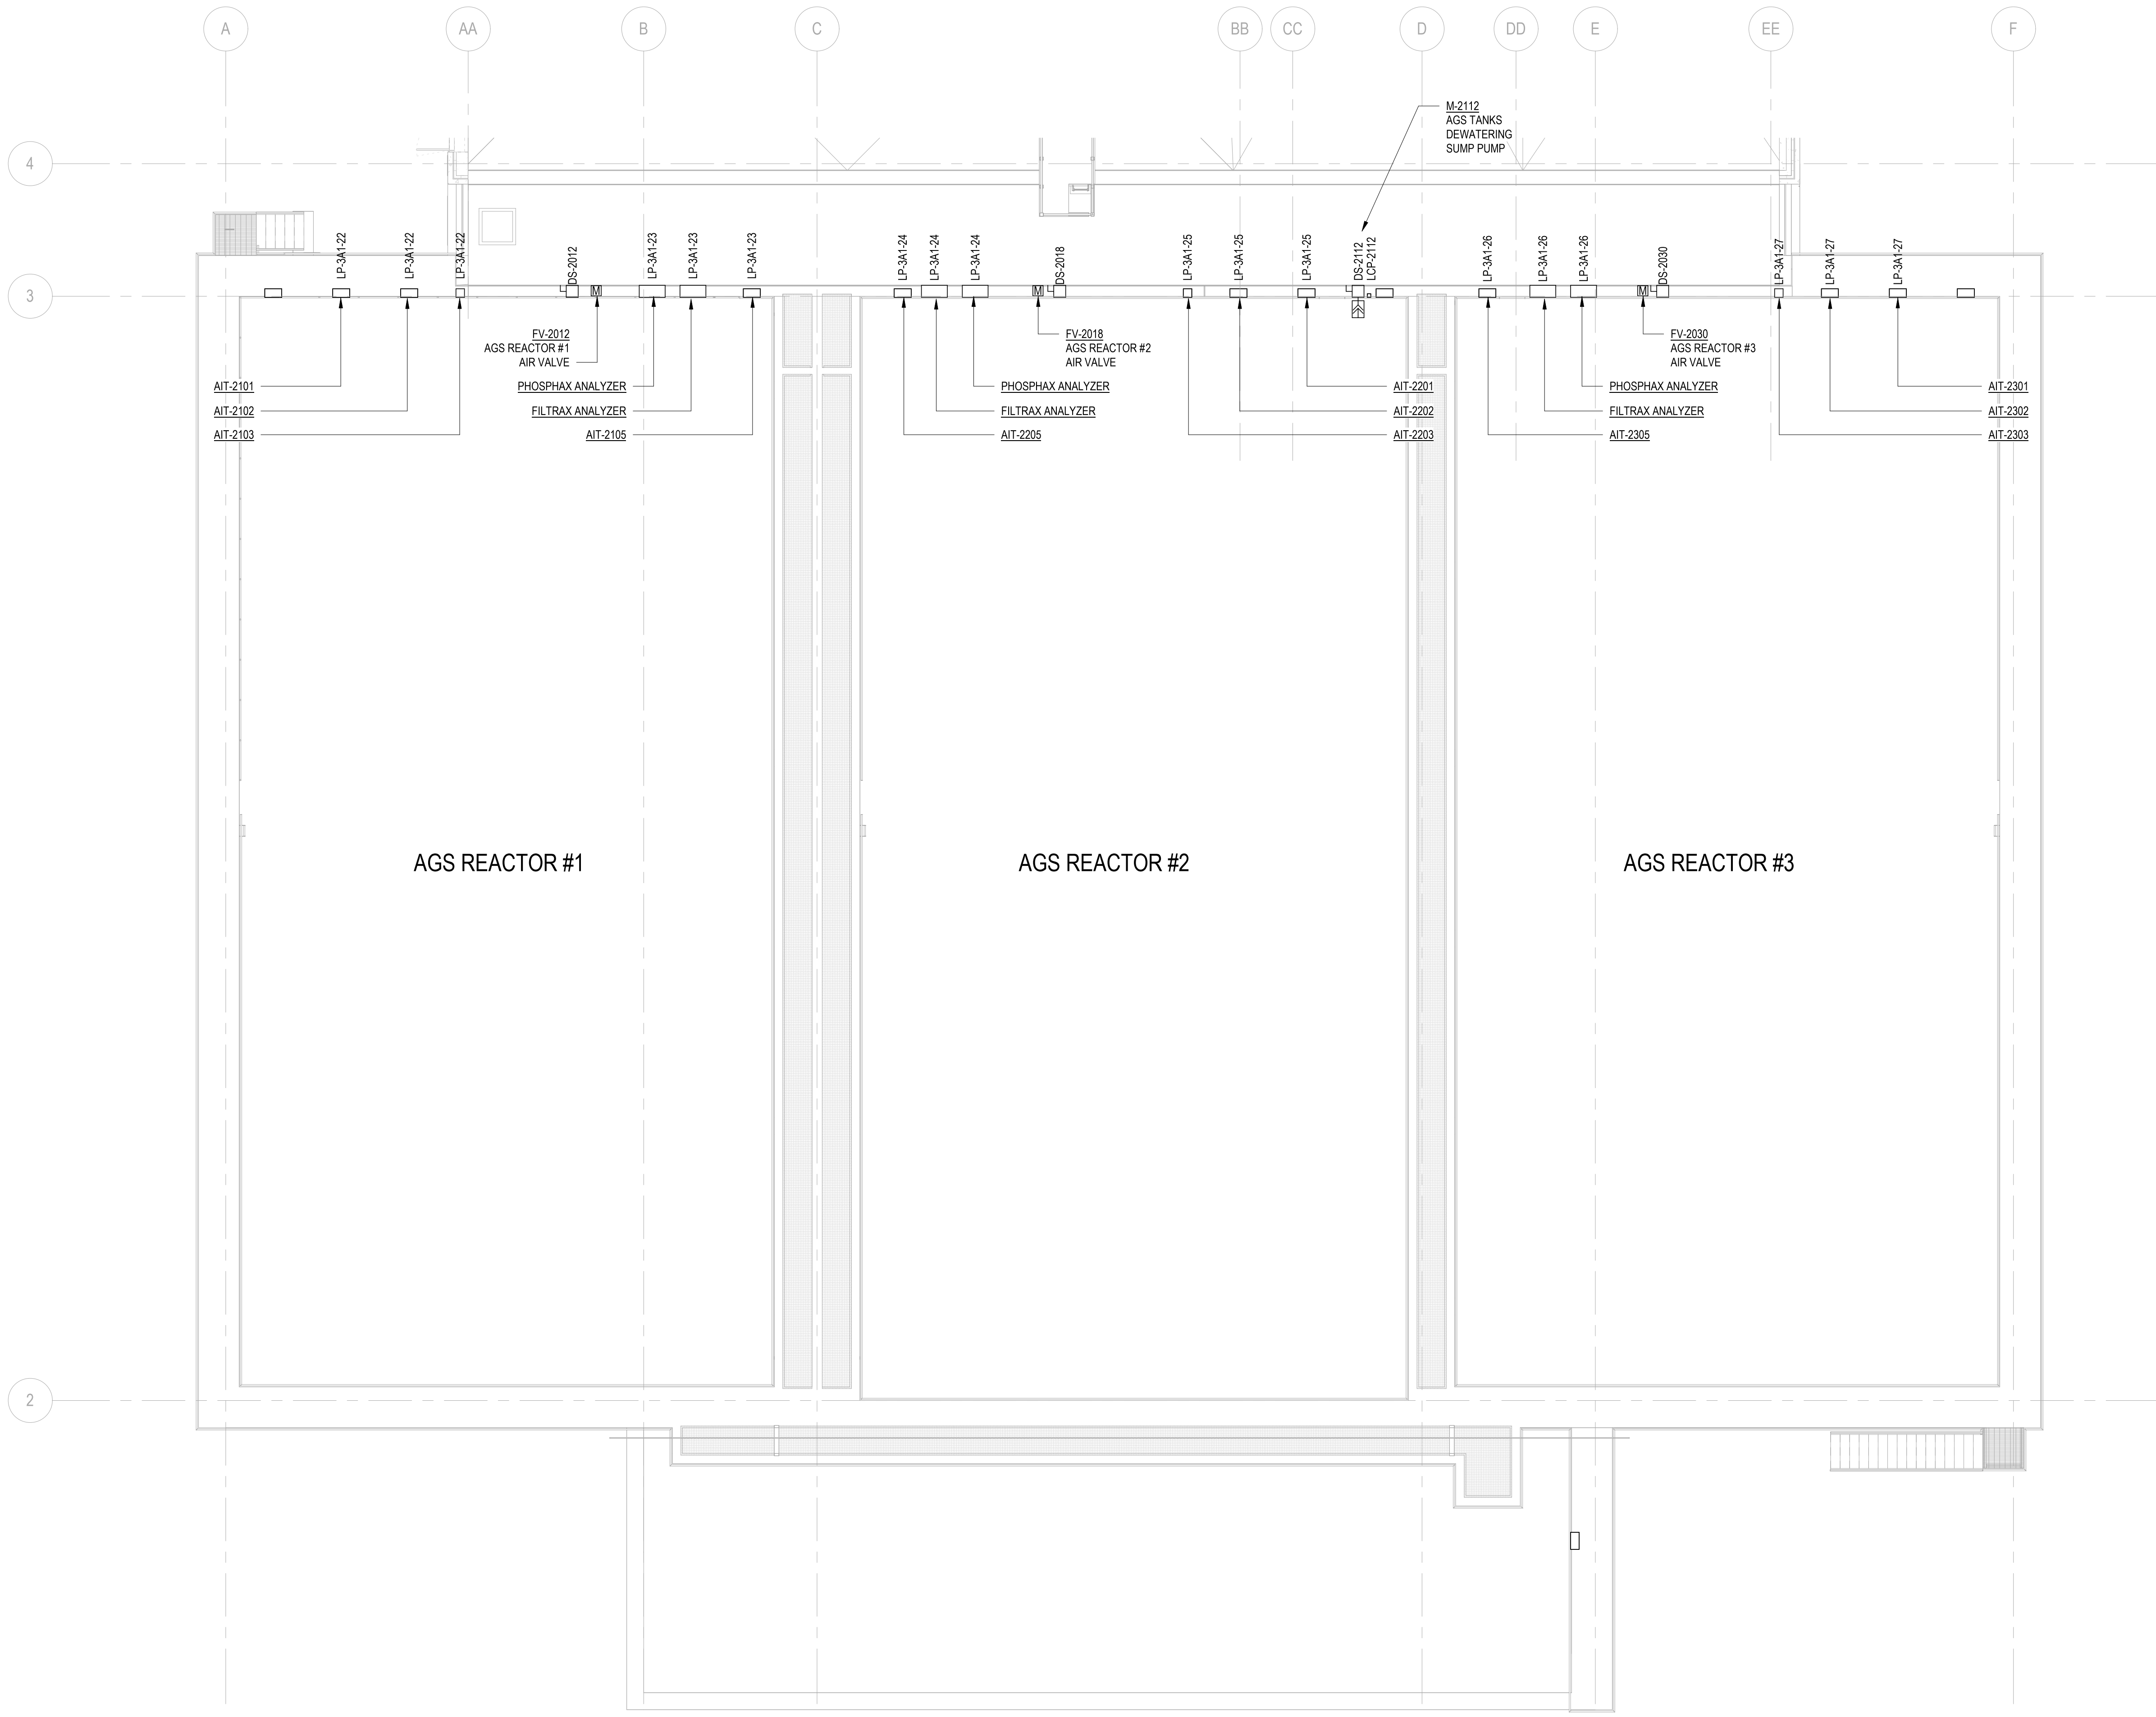 A
AA
B
C
BB
CC
D
DD
E
EE
F
M-2112
AGS TANKS
DEWATERING
SUMP PUMP
4
3
LP-3A1-22
LP-3A1-22
LP-3A1-22
DS-2012
LP-3A1-23
LP-3A1-23
LP-3A1-23
LP-3A1-24
LP-3A1-24
LP-3A1-24
DS-2018
LP-3A1-25
LP-3A1-25
LP-3A1-25
DS-2112
LCP-2112
LP-3A1-26
LP-3A1-26
LP-3A1-26
DS-2030
LP-3A1-27
LP-3A1-27
LP-3A1-27
M
M
M
FV-2012
AGS REACTOR #1
AIR VALVE
FV-2018
AGS REACTOR #2
AIR VALVE
FV-2030
AGS REACTOR #3
AIR VALVE
AIT-2101
PHOSPHAX ANALYZER
PHOSPHAX ANALYZER
AIT-2201
PHOSPHAX ANALYZER
AIT-2301
AIT-2102
FILTRAX ANALYZER
FILTRAX ANALYZER
AIT-2202
FILTRAX ANALYZER
AIT-2302
AIT-2103
AIT-2105
AIT-2205
AIT-2203
AIT-2305
AIT-2303
AGS REACTOR #1
AGS REACTOR #2
AGS REACTOR #3
2